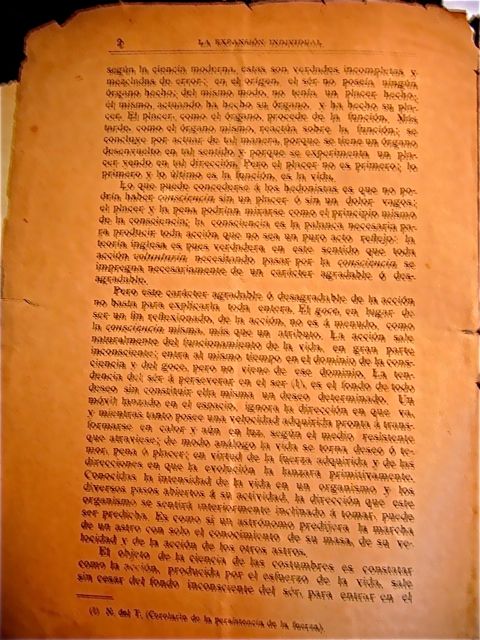 2
LA EXPANSIÓN INDIVIDUAL
según la ciencia moderna, estas son verdades incompletas y
mezcladas de error; en el origen, el sér no poseía ningún
órgano hecho; del mismo modo, no tenía un placer hecho;
él mismo, actuando ha hecho su órgano, y ha hecho su pla-
cer. El placer, como el órgano, procede de la función. Más
tarde, como el órgano mismo, reactúa sobre la función; se
concluye por actuar de tal manera, porque se tiene un órgano
desenvuelto en tal sentido y porque se experimenta un pla-
cer yendo en tal dirección. Pero el placer no es primero; lo
primero y lo último es la función, es la vida.
Lo que puede concederse á los hedonistas es que no po-
dría haber consciencia sin un placer ó sin un dolor vagos;
el placer y la pena podrían mirarse como el principio mismo
de la consciencia; la consciencia es la palanca necesaria pa-
ra producir toda acción que no sea un puro acto reflejo; la
teoría inglesa es pues verdadera en este sentido que toda
acción voluntaria, necesitando pasar por la consciencia se
impregna necesariamente de un carácter agradable ó des-
agradable.
Pero este carácter agradable ó desagradable de la acción
no basta para explicarla toda entera. El goce, en lugar de
ser un fin reflexionado, de la acción, no es á menudo, como
la consciencia misma, más que un atributo. La acción sale
naturalmente del funcionamiento de la vida, en gran parte
inconsciente; entra al mismo tiempo en el dominio de la cons-
ciencia y del goce, pero no viene de ese dominio. La ten-
dencia del sér á perseverar en el ser (1), es el fondo de todo
deseo sin constituir ella misma un deseo determinado. Un
móvil lanzado en el espacio, ignora la dirección en que va,
y mientras tanto posee una velocidad adquirida pronta á trans-
formarse en calor y aún en luz, según el medio resistente
que atraviese; de modo análogo la vida se torna deseo ó te-
mor, pena ó placer; en virtud de la fuerza adquirida y de las
direcciones en que la evolución la lanzara primitivamente.
Conocidas la intensidad de la vida en un organismo y los
diversos pasos abiertos á su actividad, la dirección que este
organismo se sentirá interiormente inclinado á tomar, puede
ser predicha. Es como si un astrónomo predijera la marcha
de un astro con solo el conocimiento de su masa, de su ve-
locidad y de la acción de los otros astros.
El objeto de la ciencia de las costumbres es constatar
como la acción, producida por el esfuerzo de la vida, sale
sin cesar del fondo inconsciente del sér, para entrar en el
(1) N. del T. (Corolario de la persistencia de la fuerza).